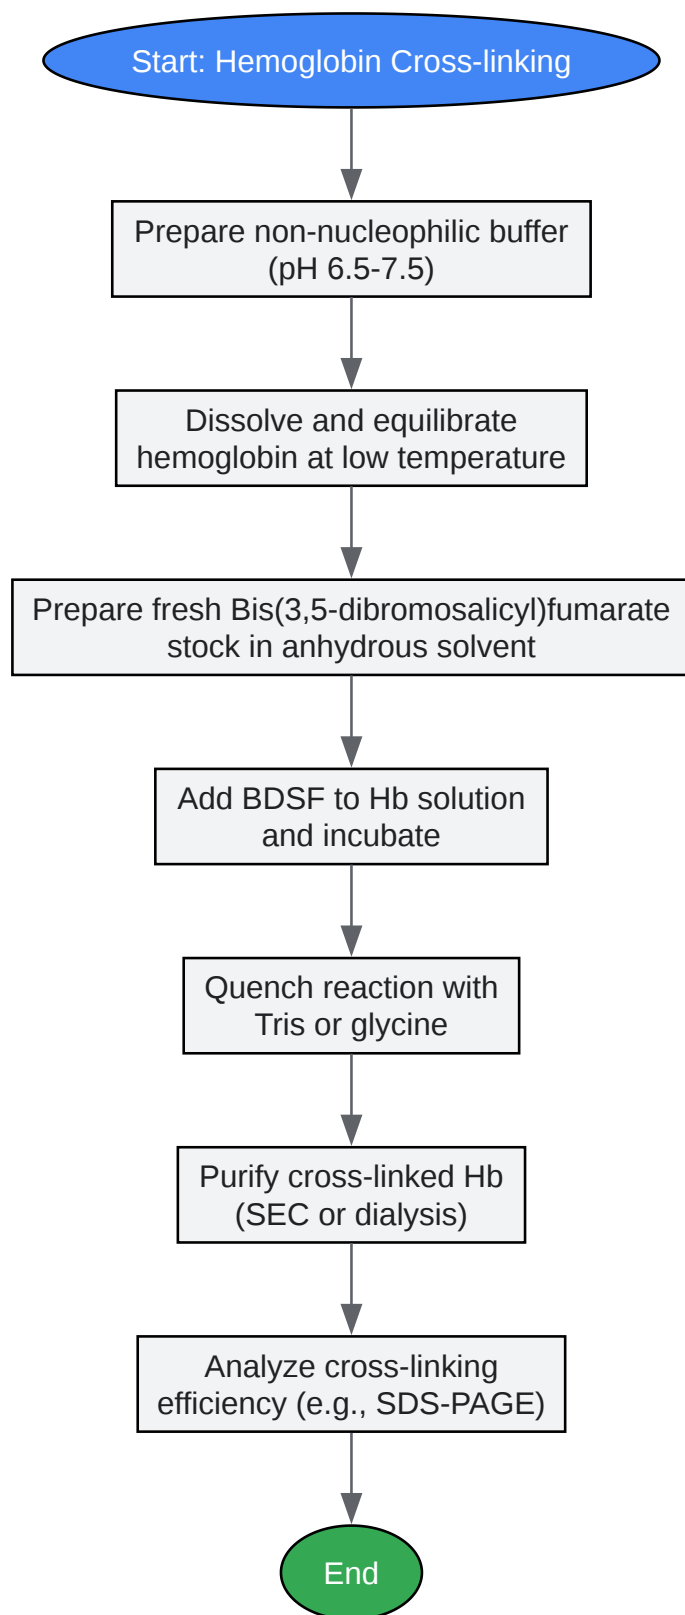 Start: Hemoglobin Cross-linking
Prepare non-nucleophilic buffer
(pH 6.5-7.5)
Dissolve and equilibrate
hemoglobin at low temperature
Prepare fresh Bis(3,5-dibromosalicyl)fumarate
stock in anhydrous solvent
Add BDSF to Hb solution
and incubate
Quench reaction with
Tris or glycine
Purify cross-linked Hb
(SEC or dialysis)
Analyze cross-linking
efficiency (e.g., SDS-PAGE)
End